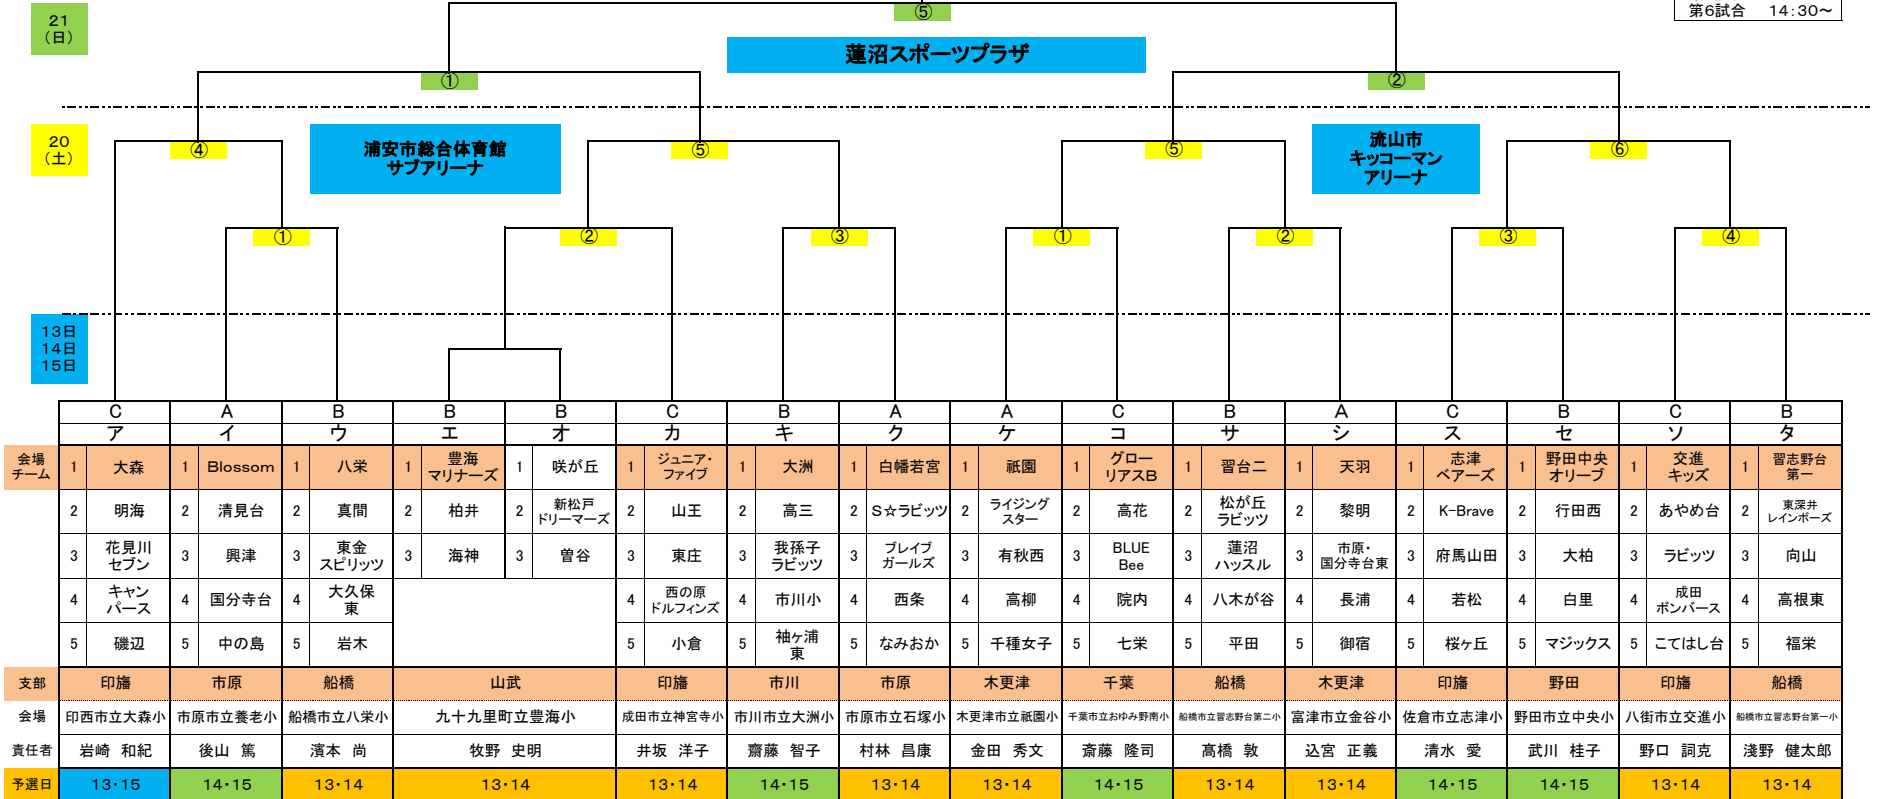 第6試合 14:30～
21
（日）
⑤
蓮沼スポーツプラザ
① ②
20
（土）
④ ⑤ ⑤ ⑥
浦安市総合体育館
サブアリーナ
流山市
キッコーマン
アリーナ
① ② ③ ① ② ③ ④
13日
14日
15日
C A B B B C B A A C B A C B C B
ア イ ウ エ オ カ キ ク ケ コ サ シ ス セ ソ タ
会場
チーム
1 大森 1 Blossom 1 八栄 1 豊海
マリナーズ 1 咲が丘 1 ジュニア・
ファイブ 1 大洲 1 白幡若宮 1 祇園 1 グロー
リアスB 1 習台二 1 天羽 1 志津
ベアーズ 1 野田中央
オリーブ 1 交進
キッズ 1 習志野台
第一
2 明海 2 清見台 2 真間 2 柏井 2 新松戸
ドリーマーズ 2 山王 2 高三 2 S☆ラビッツ 2 ライジング
スター 2 高花 2 松が丘
ラビッツ 2 黎明 2 K-Brave 2 行田西 2 あやめ台 2 東深井
レインボーズ
3 花見川
セブン 3 興津 3 東金
スピリッツ 3 海神 3 曽谷 3 東庄 3 我孫子
ラビッツ 3 ブレイブ
ガールズ 3 有秋西 3 BLUE
Bee 3 蓮沼
ハッスル 3 市原・
国分寺台東 3 府馬山田 3 大柏 3 ラビッツ 3 向山
4 キャン
パース 4 国分寺台 4 大久保
東 4 西の原
ドルフィンズ 4 市川小 4 西条 4 高柳 4 院内 4 八木が谷 4 長浦 4 若松 4 白里 4 成田
ボンバース 4 高根東
5 磯辺 5 中の島 5 岩木 5 小倉 5 袖ヶ浦
東 5 なみおか 5 千種女子 5 七栄 5 平田 5 御宿 5 桜ヶ丘 5 マジックス 5 こてはし台 5 福栄
支部 印旛 市原 船橋 山武 印旛 市川 市原 木更津 千葉 船橋 木更津 印旛 野田 印旛 船橋
会場 印西市立大森小 市原市立養老小 船橋市立八栄小 九十九里町立豊海小 成田市立神宮寺小 市川市立大洲小 市原市立石塚小 木更津市立祇園小 千葉市立おゆみ野南小 船橋市立習志野台第二小 富津市立金谷小 佐倉市立志津小 野田市立中央小 八街市立交進小 船橋市立習志野台第一小
責任者 岩崎 和紀 後山 篤 濱本 尚 牧野 史明 井坂 洋子 齋藤 智子 村林 昌康 金田 秀文 斎藤 隆司 髙橋 敦 込宮 正義 清水 愛 武川 桂子 野口 詞克 淺野 健太郎
予選日 13・15 14・15 13・14 13・14 13・14 14・15 13・14 13・14 14・15 13・14 13・14 14・15 14・15 13・14 13・14